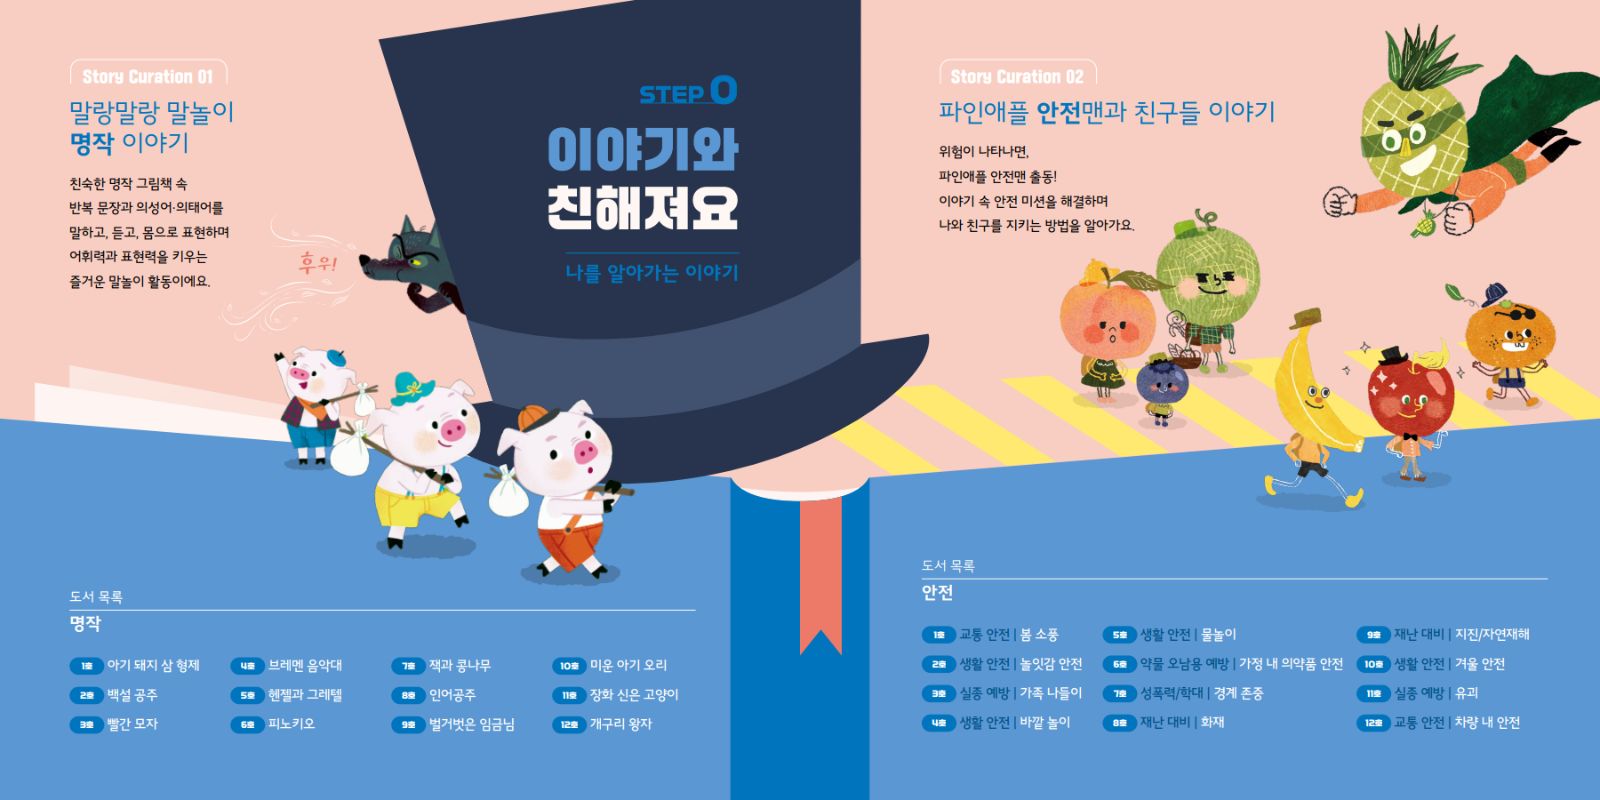 Story Curation 01
말랑말랑 말놀이
명작 이야기
친숙한 명작 그림책 속
반복 문장과 의성어·의태어를
말하고, 듣고, 몸으로 표현하며
어휘력과 표현력을 키우는
즐거운 말놀이 활동이에요.
후우!
STEP 0
이야기와
친해져요
나를 알아가는 이야기
도서 목록
명작
1호 아기 돼지 삼 형제
2호 백설 공주
3호 빨간 모자
4호 브레멘 음악대
5호 헨젤과 그레텔
6호 피노키오
7호 잭과 콩나무
8호 인어공주
9호 벌거벗은 임금님
10호 미운 아기 오리
11호 장화 신은 고양이
12호 개구리 왕자
Story Curation 02
파인애플 안전맨과 친구들 이야기
위험이 나타나면,
파인애플 안전맨 출동!
이야기 속 안전 미션을 해결하며
나와 친구를 지키는 방법을 알아가요.
도서 목록
안전
1호 교통 안전 | 봄 소풍
2호 생활 안전 | 놀잇감 안전
3호 실종 예방 | 가족 나들이
4호 생활 안전 | 바깥 놀이
5호 생활 안전 | 물놀이
6호 약물 오남용 예방 | 가정 내 의약품 안전
7호 성폭력/학대 | 경계 존중
8호 재난 대비 | 화재
9호 재난 대비 | 지진/자연재해
10호 생활 안전 | 겨울 안전
11호 실종 예방 | 유괴
12호 교통 안전 | 차량 내 안전